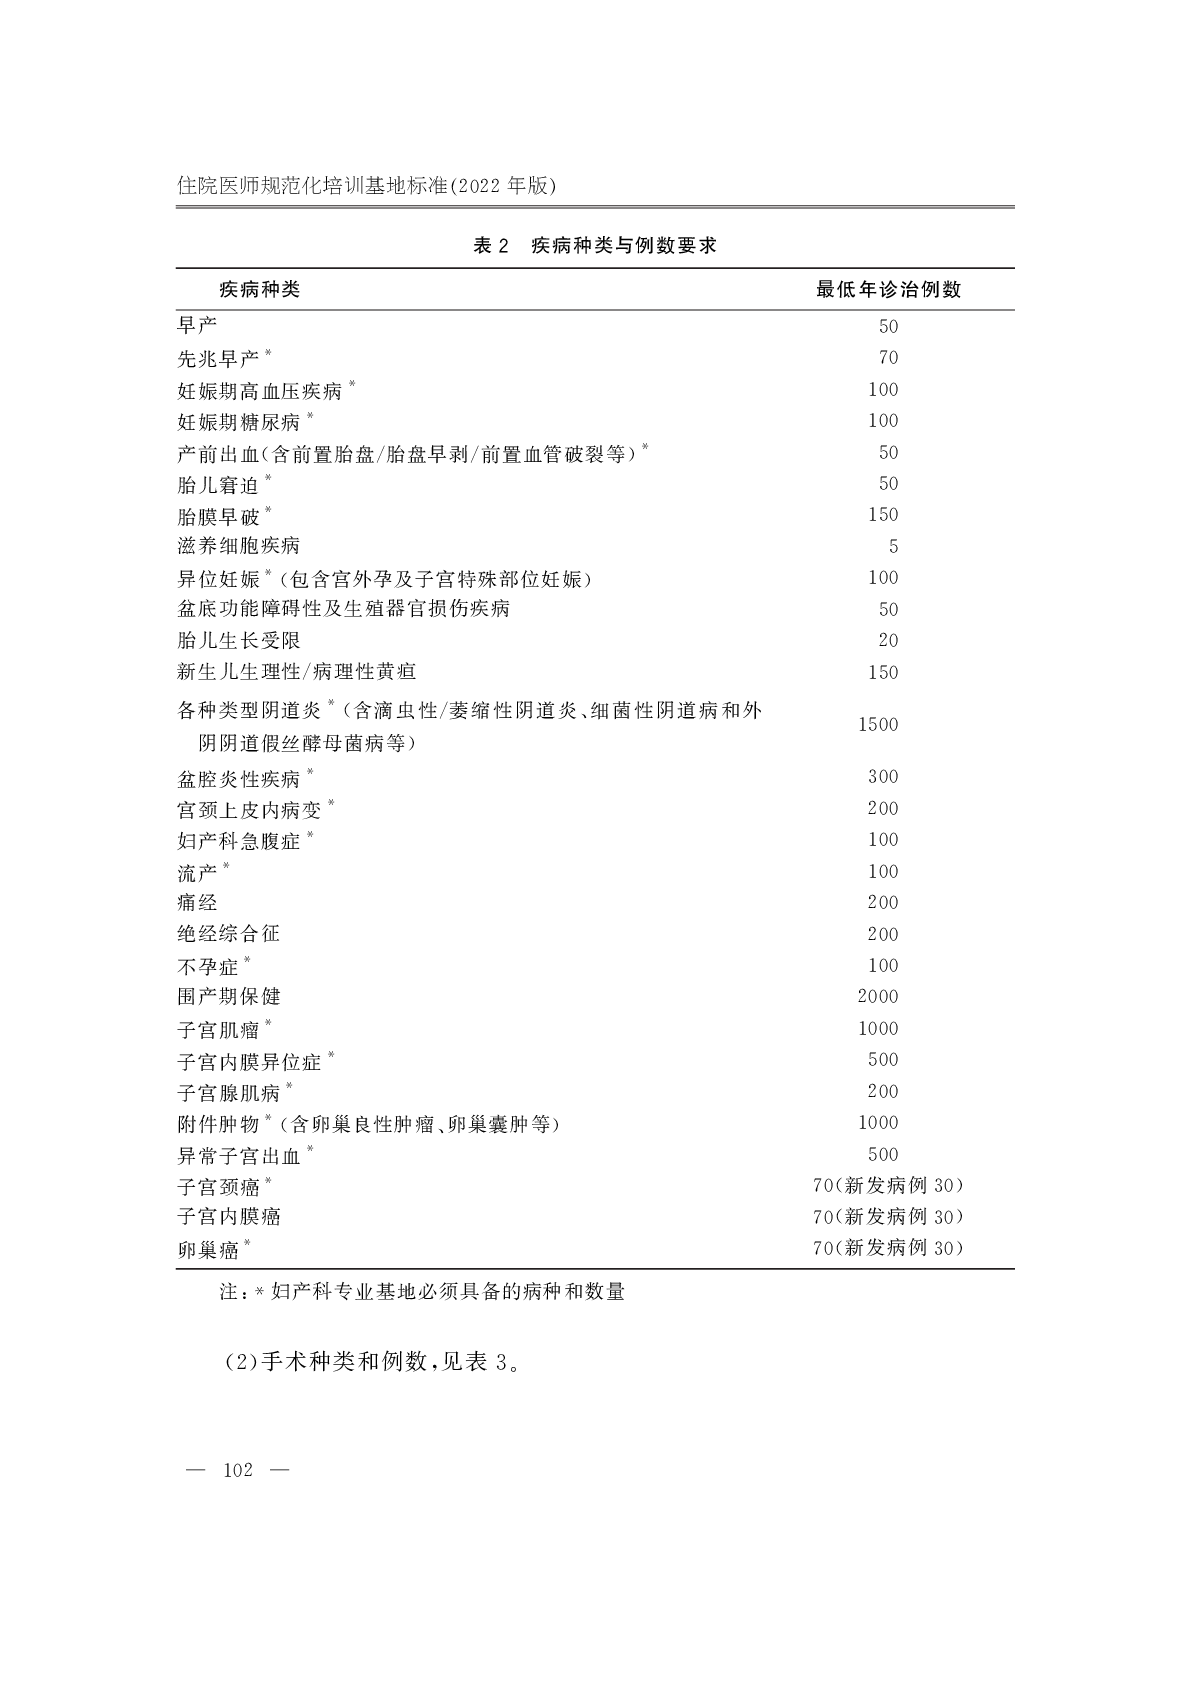 住院医师规范化培训基地标准(2022 年版)
表 2 疾病种类与例数要求
疾病种类 最低年诊治例数
早产 50
先兆早产* 70
妊娠期高血压疾病* 100
妊娠期糖尿病* 100
产前出血(含前置胎盘/胎盘早剥/前置血管破裂等)* 50
胎儿窘迫* 50
胎膜早破* 150
滋养细胞疾病 5
异位妊娠*(包含宫外孕及子宫特殊部位妊娠) 100
盆底功能障碍性及生殖器官损伤疾病 50
胎儿生长受限 20
新生儿生理性/病理性黄疸 150
各种类型阴道炎*(含滴虫性/萎缩性阴道炎、细菌性阴道病和外
阴阴道假丝酵母菌病等) 1500
盆腔炎性疾病* 300
宫颈上皮内病变* 200
妇产科急腹症* 100
流产* 100
痛经 200
绝经综合征 200
不孕症* 100
围产期保健 2000
子宫肌瘤* 1000
子宫内膜异位症* 500
子宫腺肌病* 200
附件肿物*(含卵巢良性肿瘤、卵巢囊肿等) 1000
异常子宫出血* 500
子宫颈癌* 70(新发病例 30)
子宫内膜癌 70(新发病例 30)
卵巢癌* 70(新发病例 30)
注:* 妇产科专业基地必须具备的病种和数量
(2)手术种类和例数,见表 3。
— 102 —